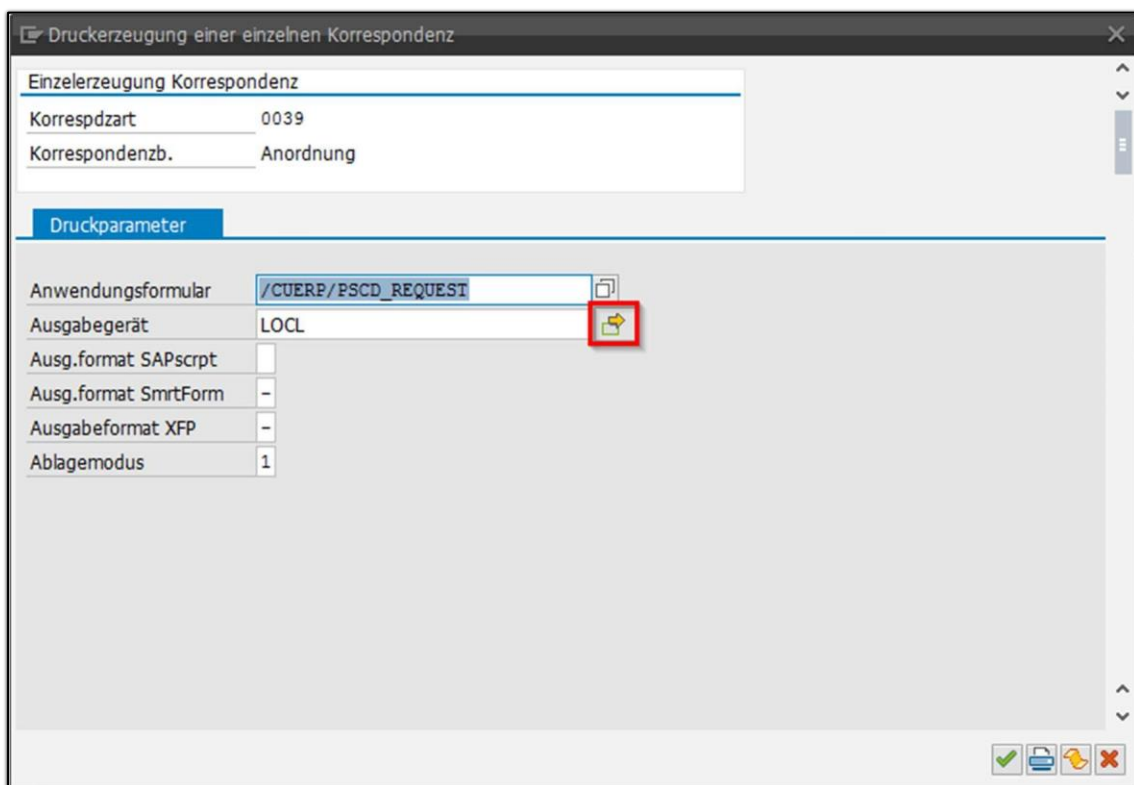 Druckerzeugung einer einzelnen Korrespondenz
Einzelerzeugung Korrespondenz
Korrespdzart 0039
Korrespondenzb. Anordnung
Druckparameter
Anwendungsformular /CUERP/PSCD_REQUEST
Ausgabegerät LOCL
Ausg.format SAPscrpt
Ausg.format SmrtForm –
Ausgabeformat XFP –
Ablagemodus 1